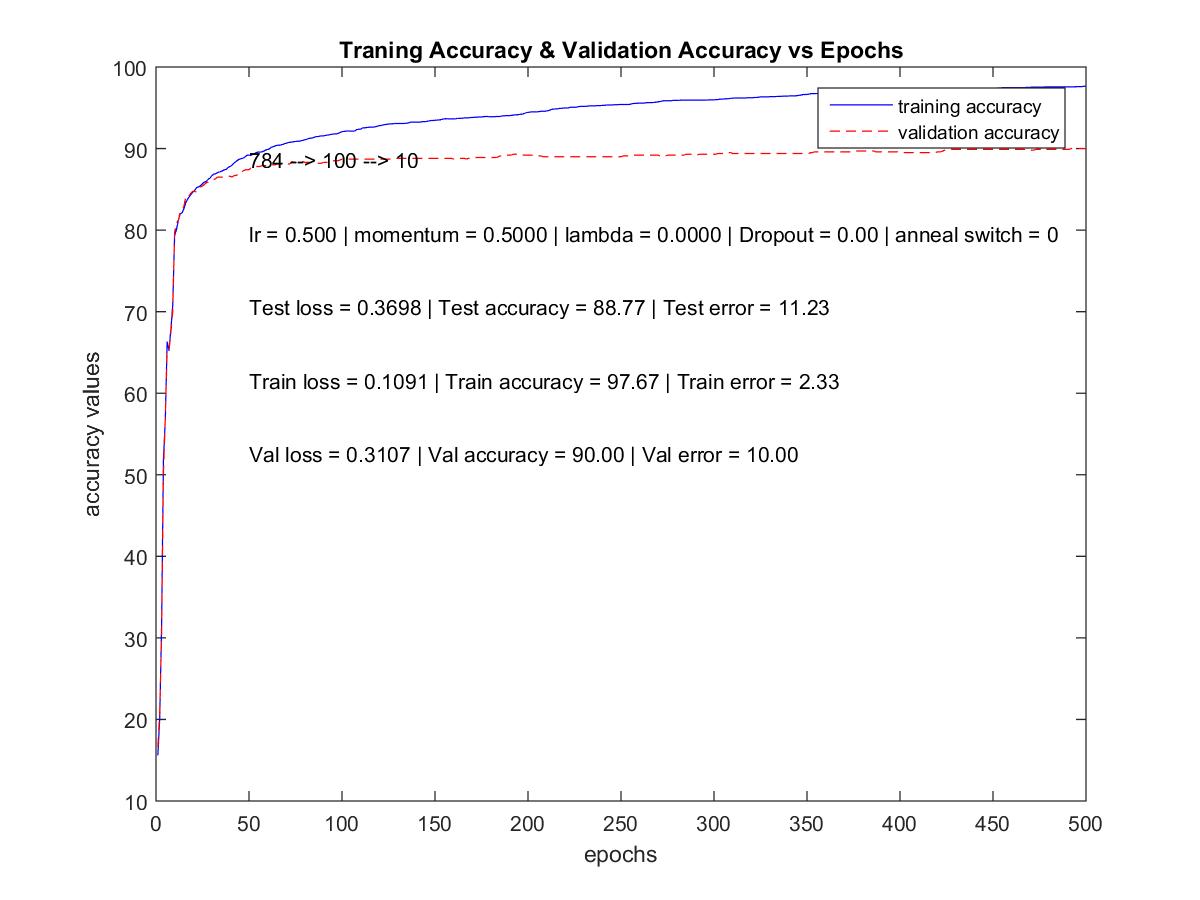 Traning Accuracy & Validation Accuracy vs Epochs
100
training accuracy
validation accuracy
90
784 --> 100 --> 10
80
lr = 0.500 | momentum = 0.5000 | lambda = 0.0000 | Dropout = 0.00 | anneal switch = 0
70
Test loss = 0.3698 | Test accuracy = 88.77 | Test error = 11.23
60
Train loss = 0.1091 | Train accuracy = 97.67 | Train error = 2.33
50
Val loss = 0.3107 | Val accuracy = 90.00 | Val error = 10.00
40
30
20
10
accuracy values
0 50 100 150 200 250 300 350 400 450 500
epochs